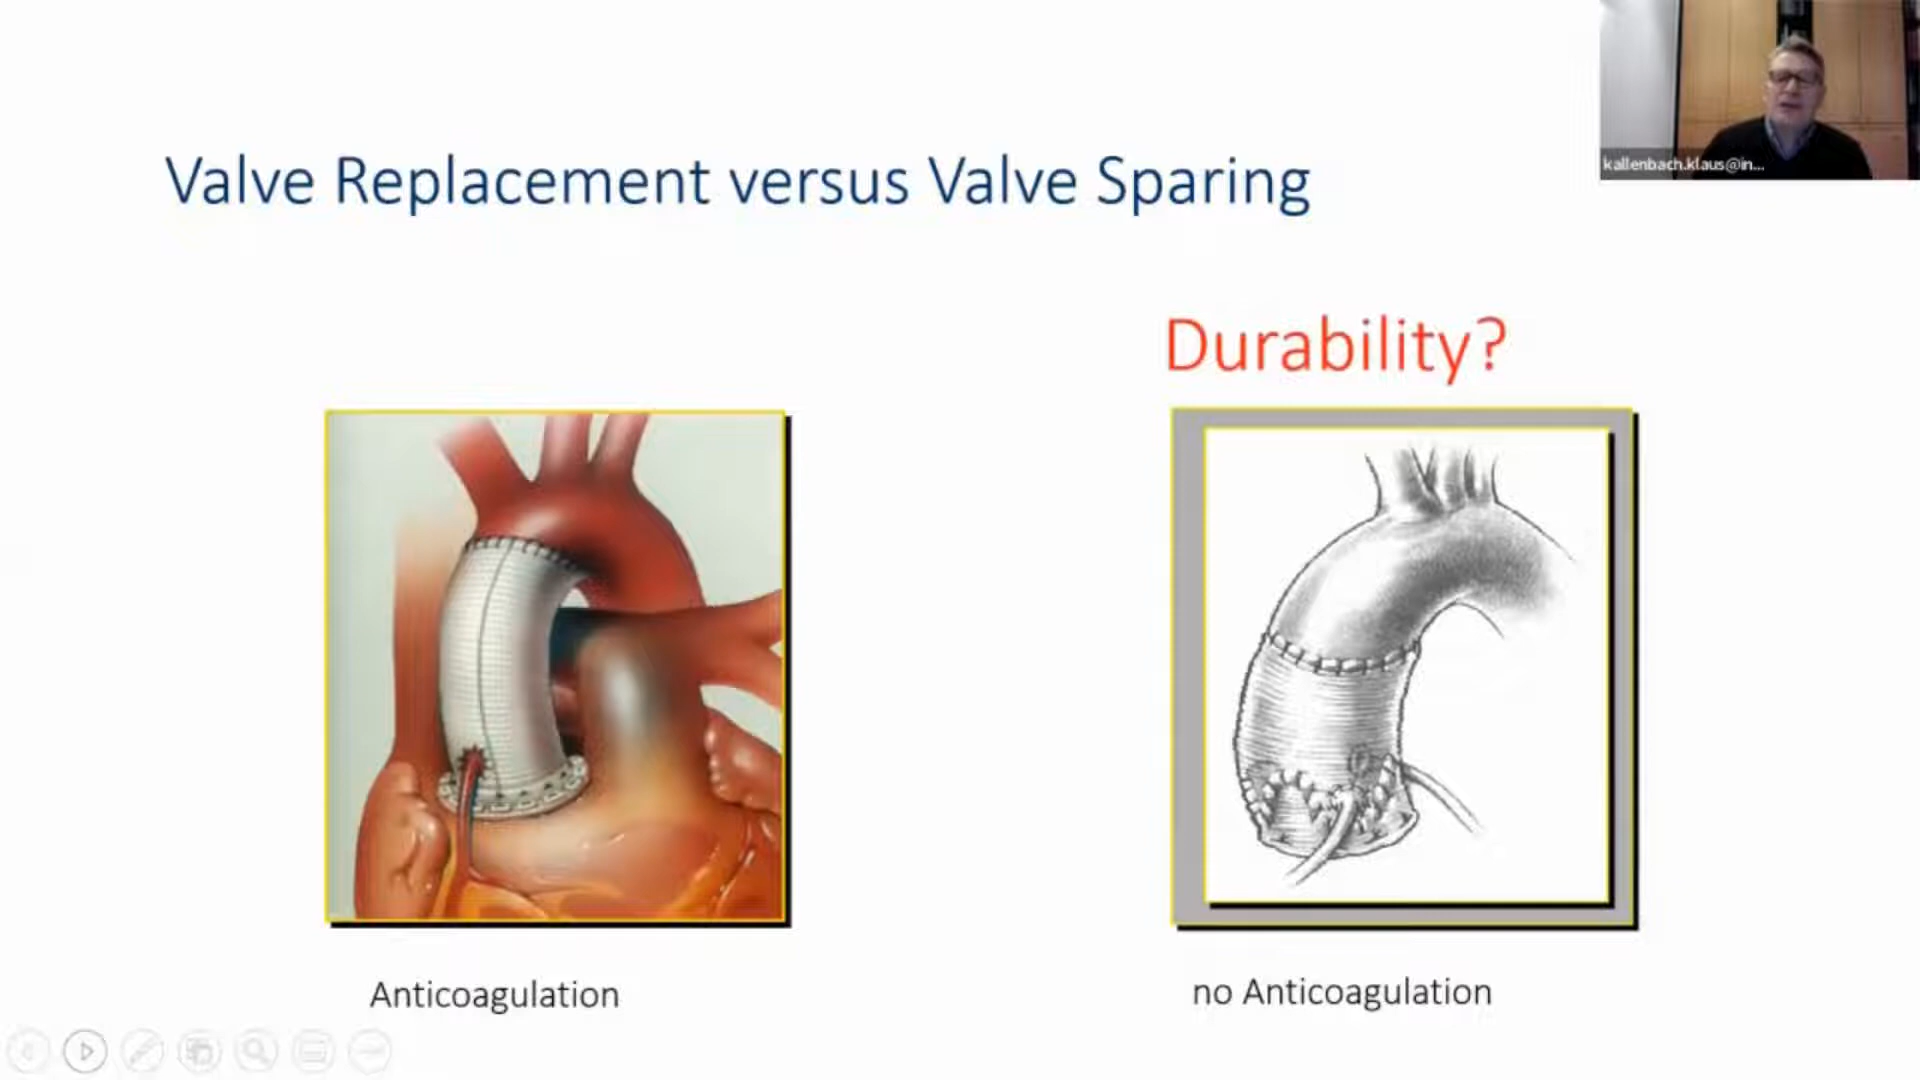 kallenbach.klaus@in...
Valve Replacement versus Valve Sparing
Durability?
Anticoagulation
no Anticoagulation